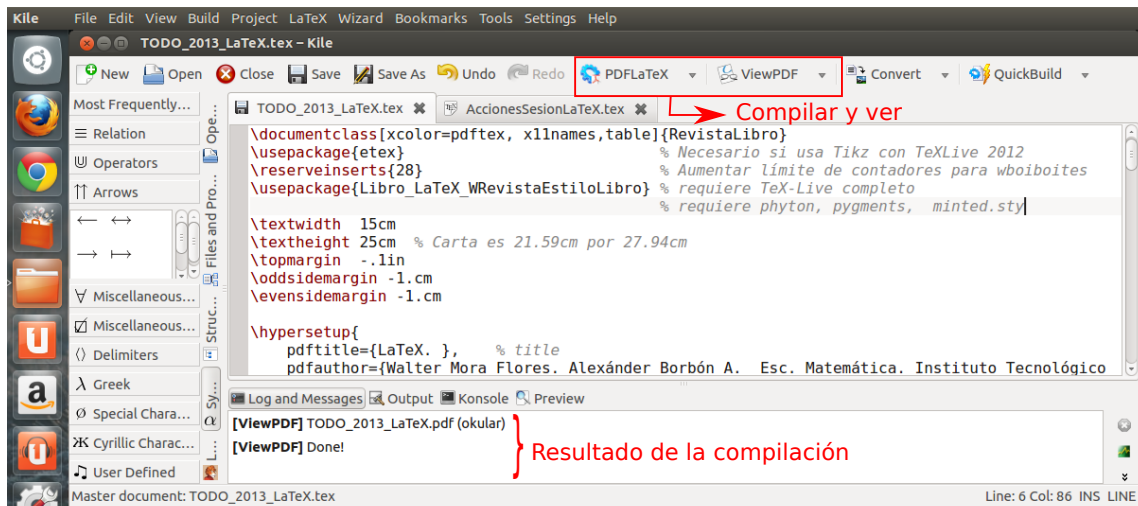 Kile File Edit View Build Project LaTeX Wizard Bookmarks Tools Settings Help
TODO_2013_LaTeX.tex – Kile
New Open Close Save Save As Undo Redo PDFLaTeX ViewPDF Convert QuickBuild
Most Frequently...
Relation
Operators
Arrows
← ↔
→ ↦
Miscellaneous...
Miscellaneous...
Delimiters
λ Greek
Ø Special Chara...
Ж Cyrillic Charac...
User Defined
Ope...
Files and Pro...
Struc...
Sy...
α
L...
TODO_2013_LaTeX.tex AccionesSesionLaTeX.tex
Compilar y ver
\documentclass[xcolor=pdftex, x11names,table]{RevistaLibro}
\usepackage{etex} % Necesario si usa Tikz con TeXLive 2012
\reserveinserts{28} % Aumentar límite de contadores para wboiboites
\usepackage{Libro_LaTeX_WRevistaEstiloLibro} % requiere TeX-Live completo
% requiere phyton, pygments, minted.sty
\textwidth 15cm
\textheight 25cm % Carta es 21.59cm por 27.94cm
\topmargin -.1in
\oddsidemargin -1.cm
\evensidemargin -1.cm
\hypersetup{
pdftitle={LaTeX. }, % title
pdfauthor={Walter Mora Flores. Alexánder Borbón A. Esc. Matemática. Instituto Tecnológico
Log and Messages Output Konsole Preview
[ViewPDF] TODO_2013_LaTeX.pdf (okular)
[ViewPDF] Done!
Resultado de la compilación
Master document: TODO_2013_LaTeX.tex Line: 6 Col: 86 INS LINE